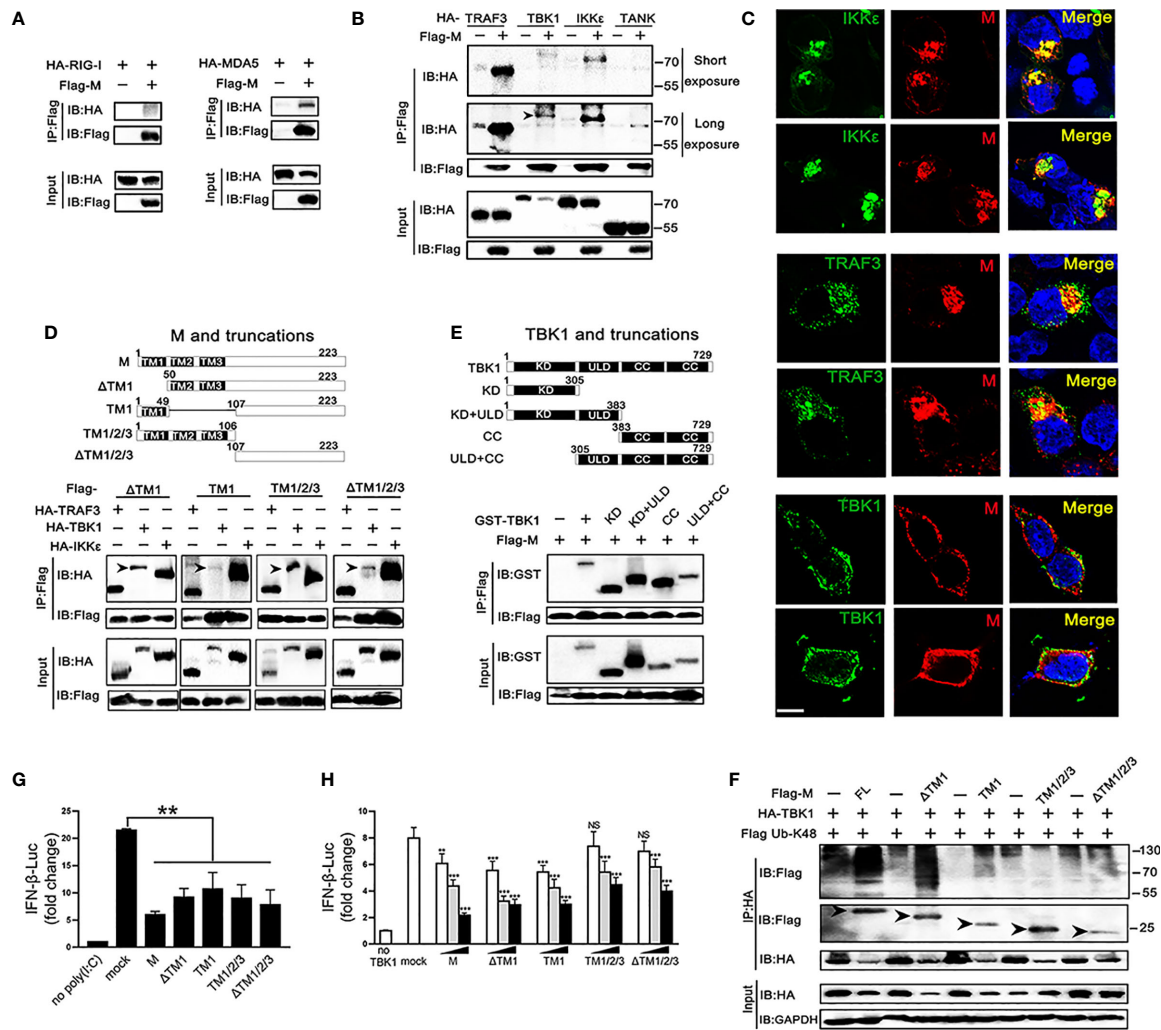 A
HA-RIG-I + +
Flag-M − +
IP:Flag
IB:HA
IB:Flag
Input
IB:HA
IB:Flag
HA-MDA5 + +
Flag-M − +
IP:Flag
IB:HA
IB:Flag
Input
IB:HA
IB:Flag
B
HA- TRAF3 TBK1 IKKε TANK
Flag-M − + − + − + − +
IP:Flag
IB:HA
−70
−55
Short exposure
IB:HA
−70
−55
Long exposure
IB:Flag
Input
IB:HA
−70
−55
IB:Flag
C
IKKε M Merge
IKKε M Merge
TRAF3 M Merge
TRAF3 M Merge
TBK1 M Merge
TBK1 M Merge
D
M and truncations
M 1 TM1 TM2 TM3 223
ΔTM1 50 TM2 TM3 223
TM1 1 TM1 49 107 223
TM1/2/3 1 TM1 TM2 TM3 106
ΔTM1/2/3 107 223
Flag- ΔTM1 TM1 TM1/2/3 ΔTM1/2/3
HA-TRAF3 + + + +
HA-TBK1 + + + +
HA-IKKε + + + +
IP:Flag
IB:HA
IB:Flag
Input
IB:HA
IB:Flag
E
TBK1 and truncations
TBK1 1 KD ULD CC CC 729
KD 1 KD 305
KD+ULD 1 KD ULD 383
CC 383 CC CC 729
ULD+CC 305 ULD CC CC 729
GST-TBK1 − + KD KD+ULD CC ULD+CC
Flag-M + + + + + +
IP:Flag
IB:GST
IB:Flag
Input
IB:GST
IB:Flag
G
IFN-β-Luc
(fold change)
25
20
15
10
5
0
**
no poly(I:C) mock M ΔTM1 TM1 TM1/2/3 ΔTM1/2/3
H
IFN-β-Luc
(fold change)
10
8
6
4
2
0
** *** *** *** *** *** *** *** *** NS *** *** NS *** ***
no TBK1 mock M ΔTM1 TM1 TM1/2/3 ΔTM1/2/3
F
Flag-M − FL − ΔTM1 − TM1 − TM1/2/3 − ΔTM1/2/3
HA-TBK1 + + + + + + + + + +
Flag Ub-K48 + + + + + + + + + +
IP:HA
IB:Flag
−130
−70
−55
IB:Flag
−25
IB:HA
Input
IB:HA
IB:GAPDH